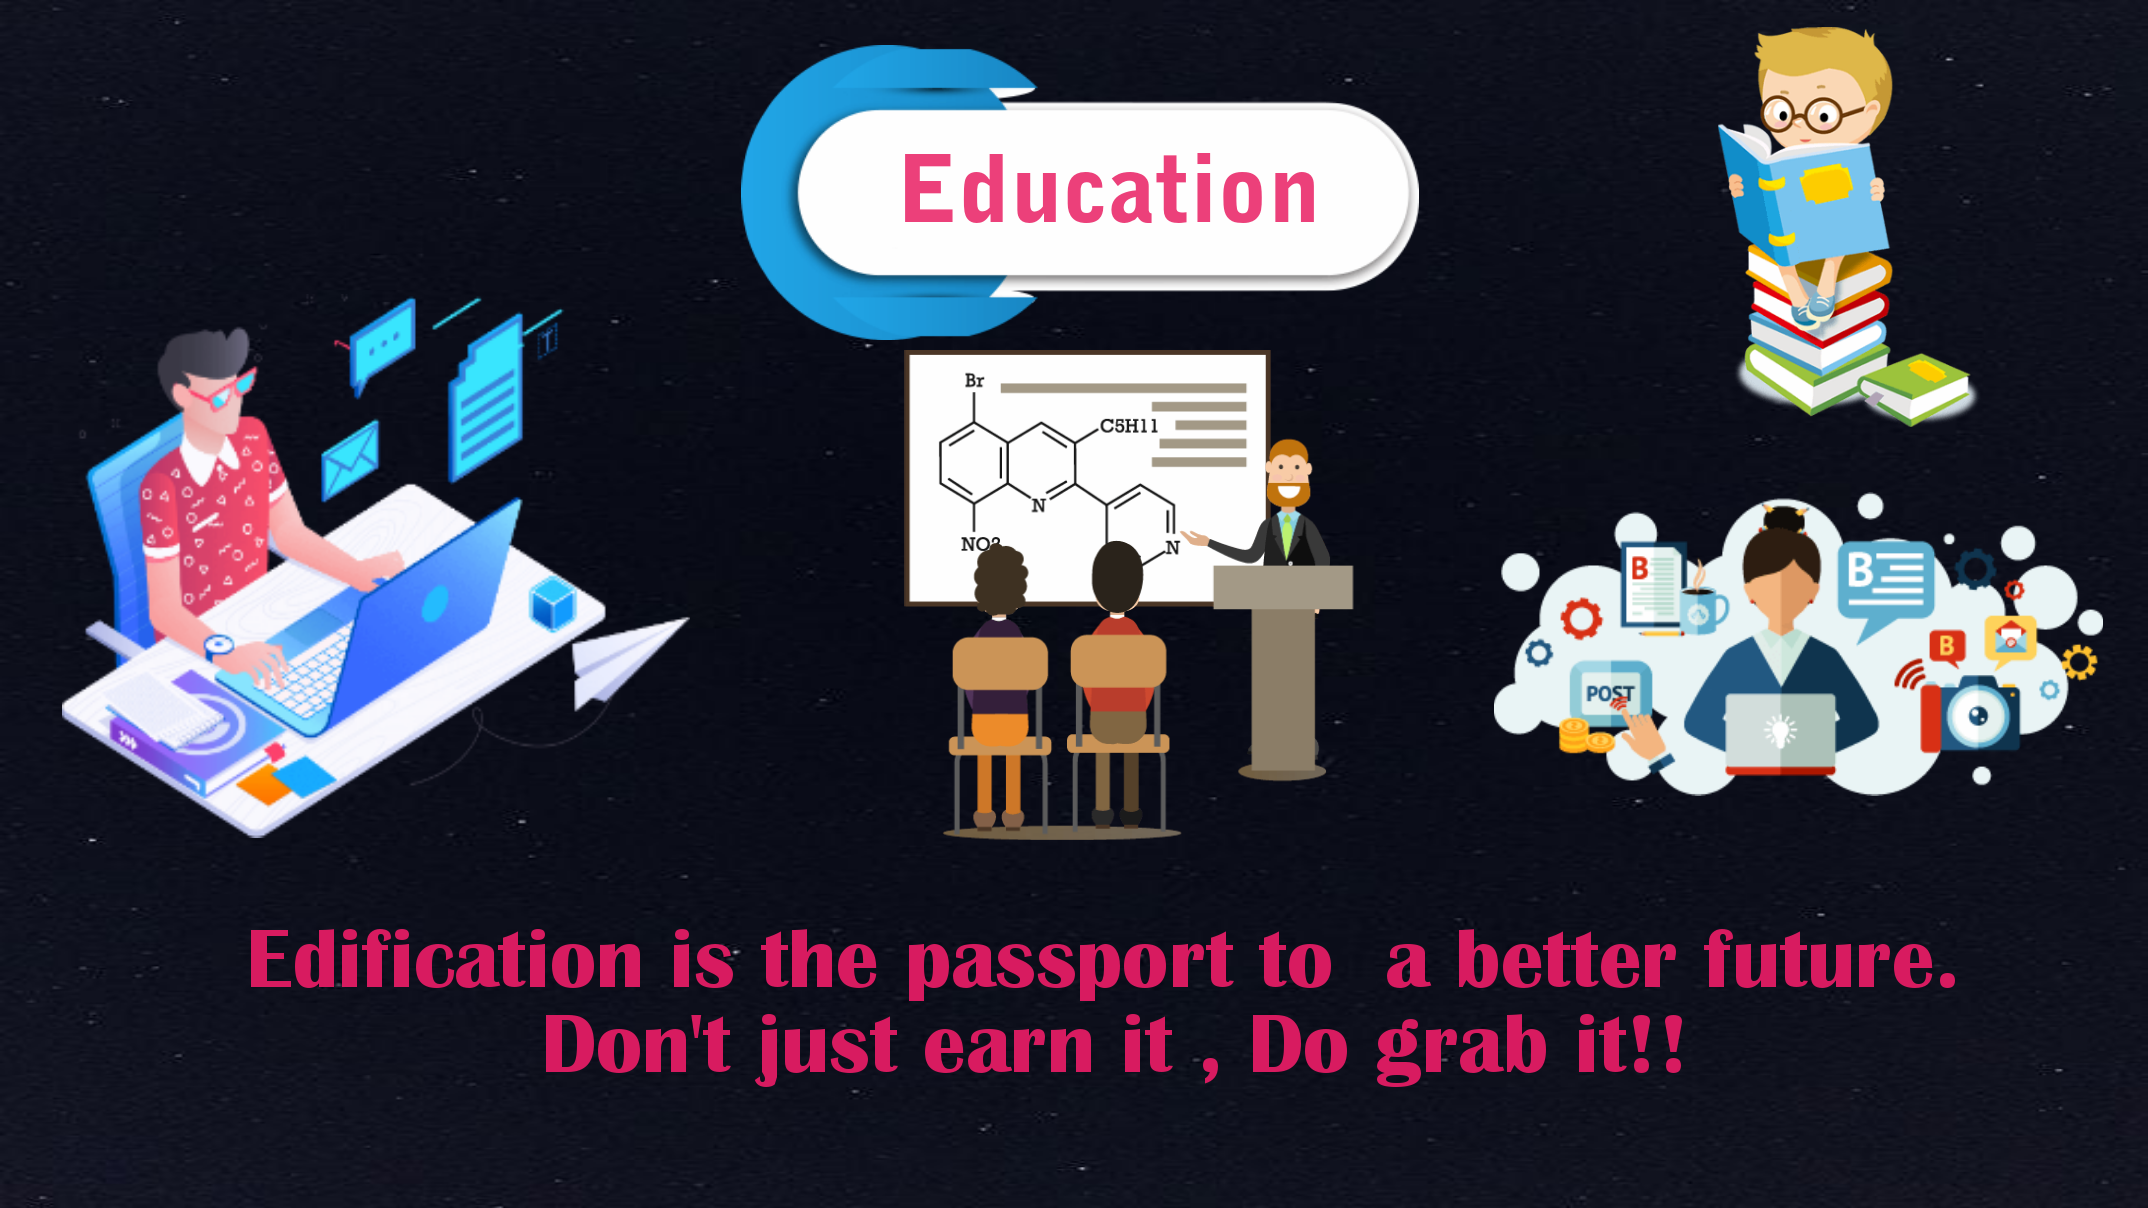 Education
Br
C5H11
N
NO2
N
B
B
B
POST
Edification is the passport to a better future.
Don't just earn it , Do grab it!!